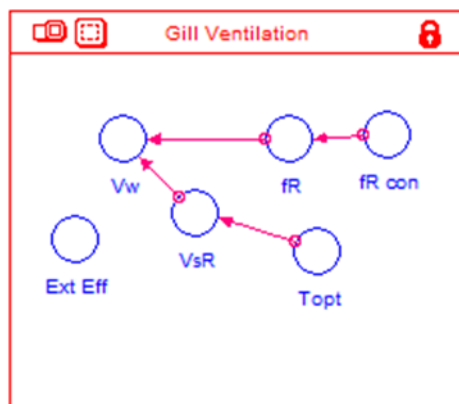 Gill Ventilation
Vw
fR
fR con
VsR
Ext Eff
Topt